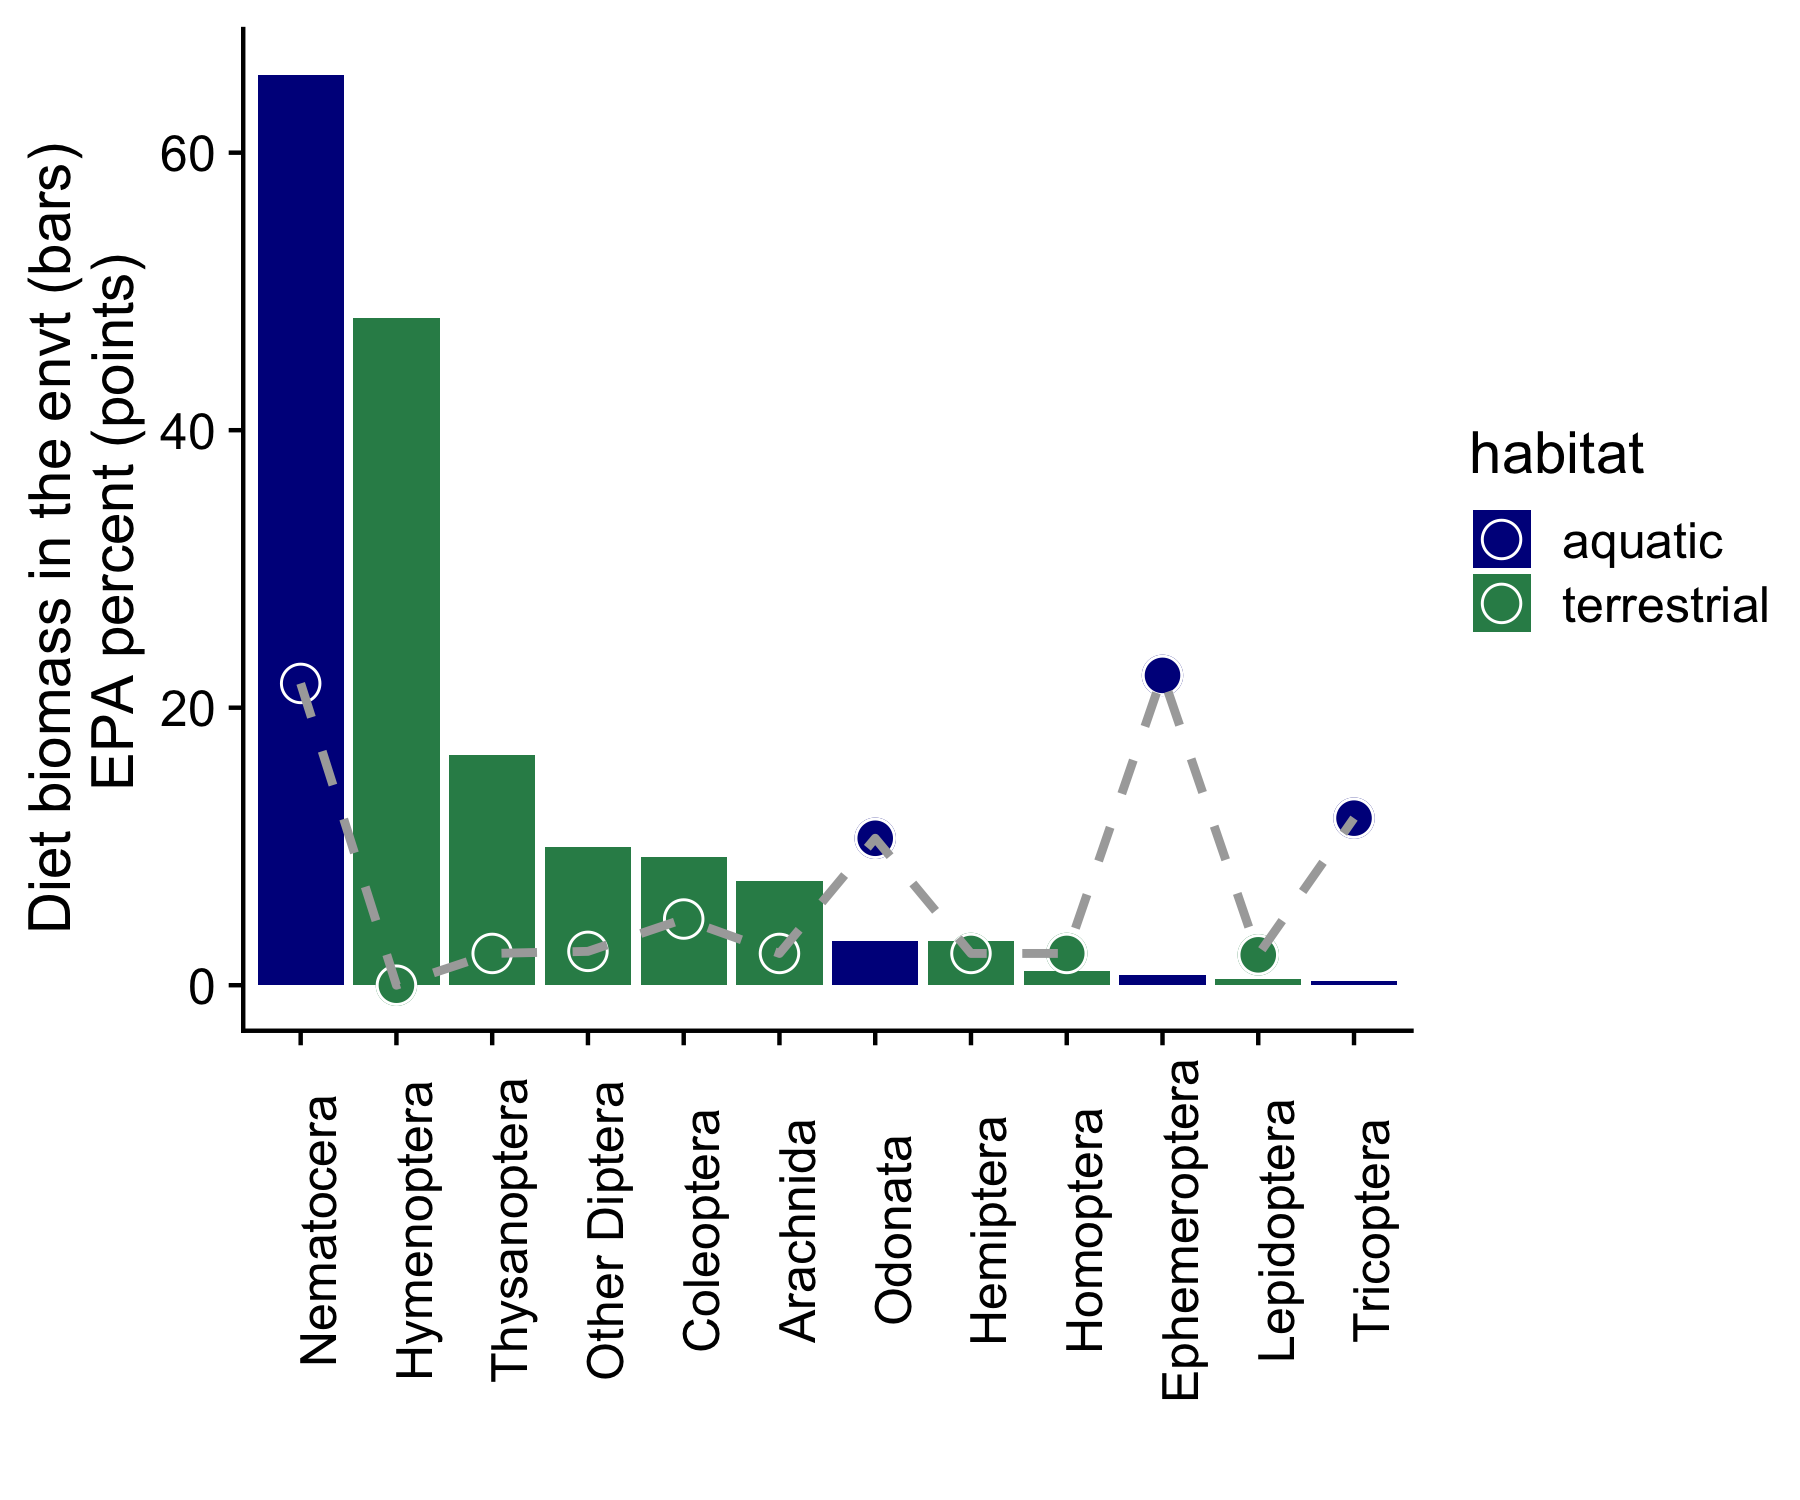 Diet biomass in the envt (bars)
EPA percent (points)
60
40
20
0
Nematocera
Hymenoptera
Thysanoptera
Other Diptera
Coleoptera
Arachnida
Odonata
Hemiptera
Homoptera
Ephemeroptera
Lepidoptera
Tricoptera
habitat
aquatic
terrestrial